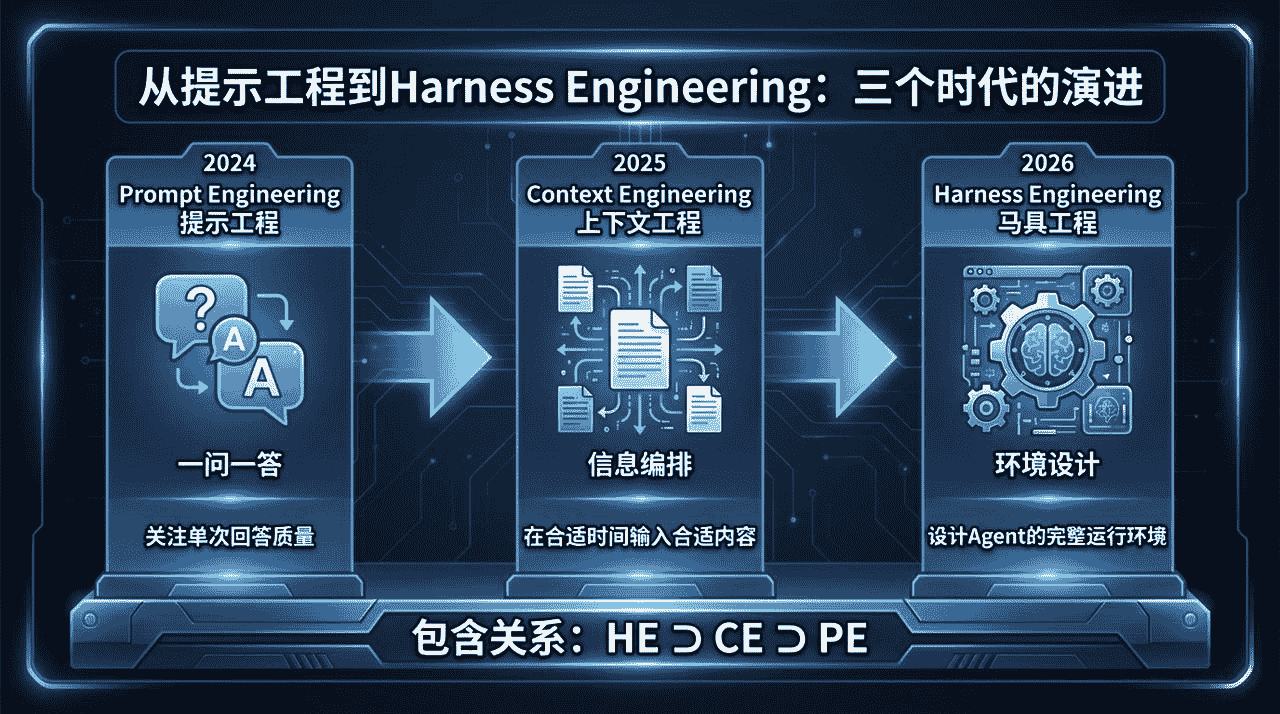 从提示工程到Harness Engineering：三个时代的演进
2024
Prompt Engineering
提示工程
?
A
A
一问一答
关注单次回答质量
2025
Context Engineering
上下文工程
信息编排
在合适时间输入合适内容
2026
Harness Engineering
马具工程
环境设计
设计Agent的完整运行环境
包含关系：HE ⊃ CE ⊃ PE